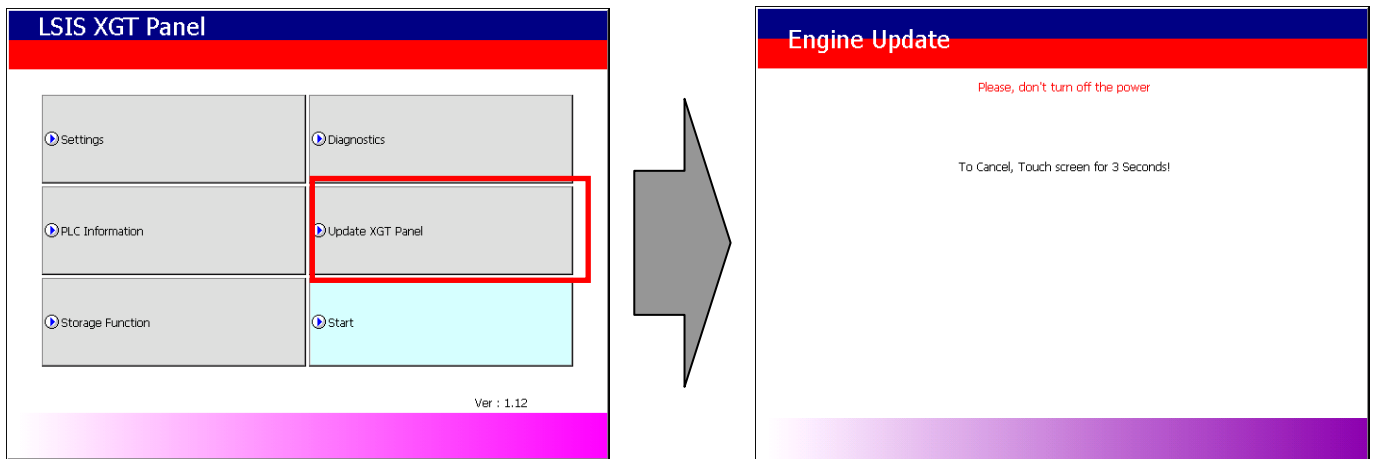 LSIS XGT Panel
Settings
Diagnostics
PLC Information
Update XGT Panel
Storage Function
Start
Ver : 1.12
Engine Update
Please, don't turn off the power
To Cancel, Touch screen for 3 Seconds!